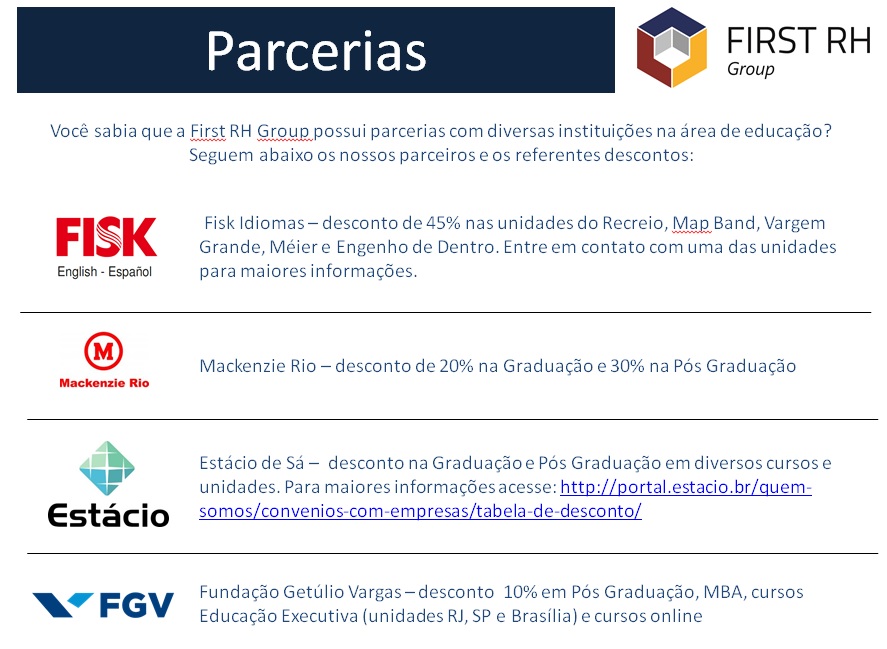 Parcerias
FIRST RH
Group
Você sabia que a First RH Group possui parcerias com diversas instituições na área de educação?
Seguem abaixo os nossos parceiros e os referentes descontos:
FISK
English - Español
Fisk Idiomas – desconto de 45% nas unidades do Recreio, Map Band, Vargem
Grande, Méier e Engenho de Dentro. Entre em contato com uma das unidades
para maiores informações.
M
Mackenzie Rio
Mackenzie Rio – desconto de 20% na Graduação e 30% na Pós Graduação
Estácio
Estácio de Sá – desconto na Graduação e Pós Graduação em diversos cursos e
unidades. Para maiores informações acesse: http://portal.estacio.br/quem-
somos/convenios-com-empresas/tabela-de-desconto/
FGV
Fundação Getúlio Vargas – desconto 10% em Pós Graduação, MBA, cursos
Educação Executiva (unidades RJ, SP e Brasília) e cursos online